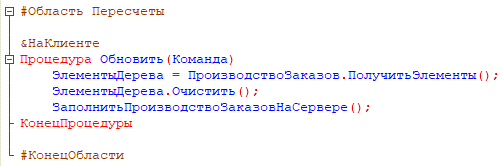 #Область Пересчеты
&НаКлиенте
Процедура Обновить(Команда)
ЭлементыДерева = ПроизводствоЗаказов.ПолучитьЭлементы();
ЭлементыДерева.Очистить();
ЗаполнитьПроизводствоЗаказовНаСервере();
КонецПроцедуры
#КонецОбласти